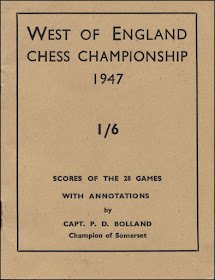 WEST OF ENGLAND
CHESS CHAMPIONSHIP
1947
1/6
SCORES OF THE 28 GAMES
WITH ANNOTATIONS
by
CAPT. P. D. BOLLAND
Champion of Somerset